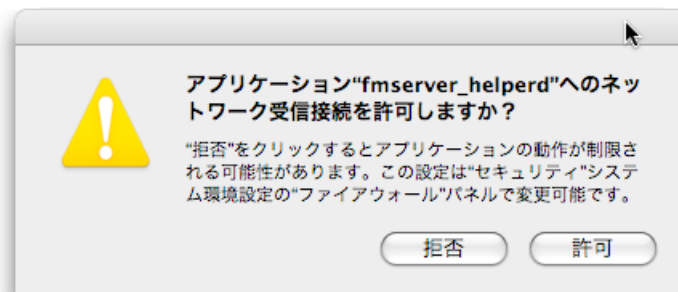 アプリケーション“fmserver_helperd”へのネッ
トワーク受信接続を許可しますか？
“拒否”をクリックするとアプリケーションの動作が制限さ
れる可能性があります。この設定は“セキュリティ”システ
ム環境設定の“ファイアウォール”パネルで変更可能です。
拒否
許可